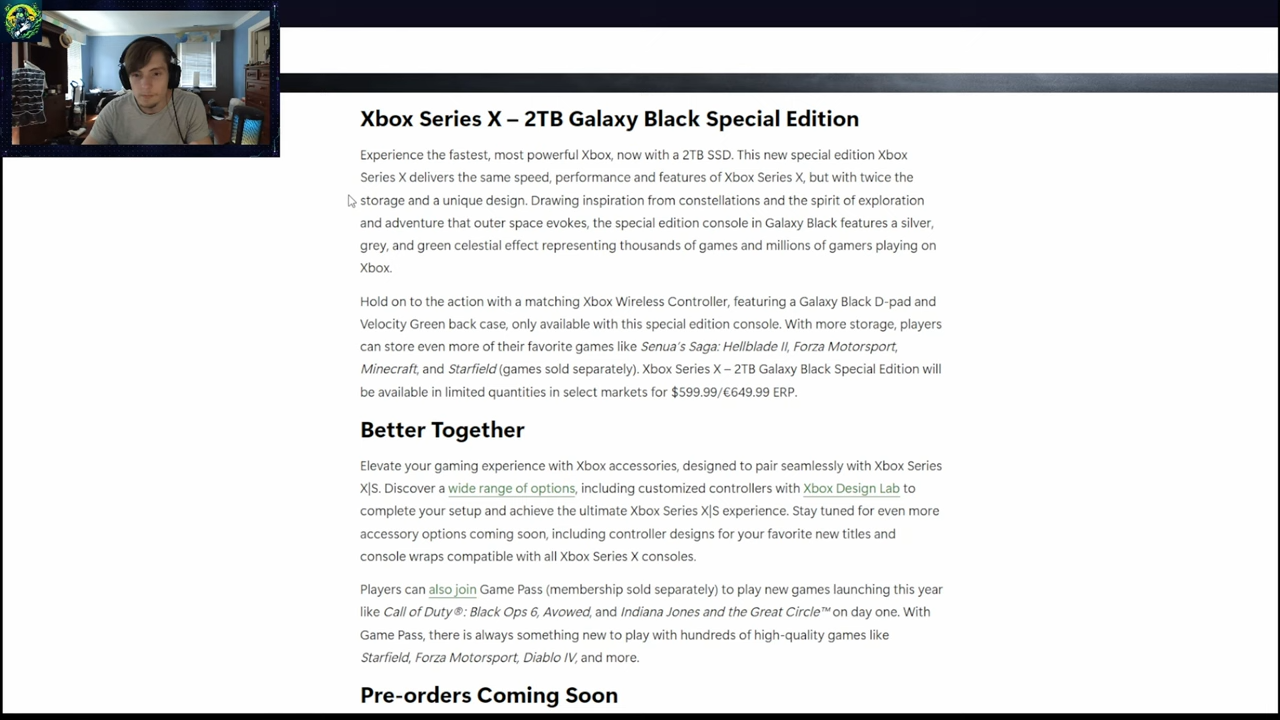 Xbox Series X – 2TB Galaxy Black Special Edition
Experience the fastest, most powerful Xbox, now with a 2TB SSD. This new special edition Xbox
Series X delivers the same speed, performance and features of Xbox Series X, but with twice the
storage and a unique design. Drawing inspiration from constellations and the spirit of exploration
and adventure that outer space evokes, the special edition console in Galaxy Black features a silver,
grey, and green celestial effect representing thousands of games and millions of gamers playing on
Xbox.
Hold on to the action with a matching Xbox Wireless Controller, featuring a Galaxy Black D-pad and
Velocity Green back case, only available with this special edition console. With more storage, players
can store even more of their favorite games like Senua's Saga: Hellblade II, Forza Motorsport,
Minecraft, and Starfield (games sold separately). Xbox Series X – 2TB Galaxy Black Special Edition will
be available in limited quantities in select markets for $599.99/€649.99 ERP.
Better Together
Elevate your gaming experience with Xbox accessories, designed to pair seamlessly with Xbox Series
X|S. Discover a wide range of options, including customized controllers with Xbox Design Lab to
complete your setup and achieve the ultimate Xbox Series X|S experience. Stay tuned for even more
accessory options coming soon, including controller designs for your favorite new titles and
console wraps compatible with all Xbox Series X consoles.
Players can also join Game Pass (membership sold separately) to play new games launching this year
like Call of Duty®: Black Ops 6, Avowed, and Indiana Jones and the Great Circle™ on day one. With
Game Pass, there is always something new to play with hundreds of high-quality games like
Starfield, Forza Motorsport, Diablo IV, and more.
Pre-orders Coming Soon